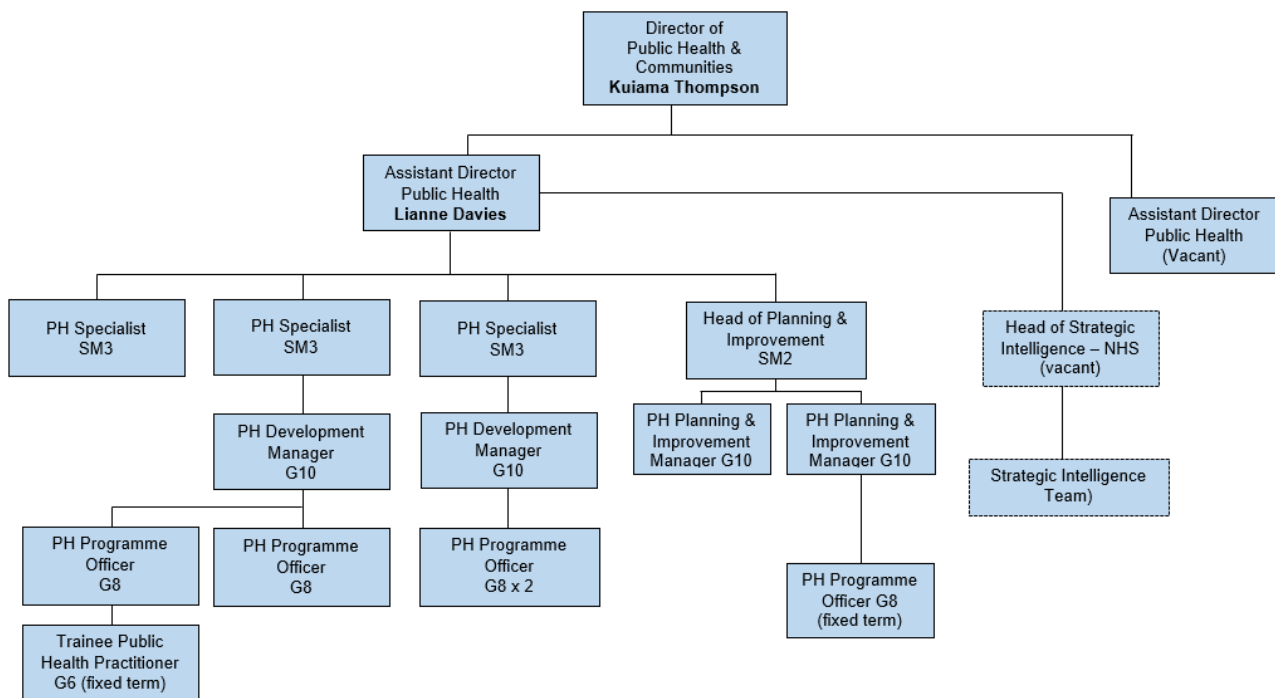 Director of
Public Health &
Communities
Kuiama Thompson
Assistant Director
Public Health
Lianne Davies
Assistant Director
Public Health
(Vacant)
PH Specialist
SM3
PH Specialist
SM3
PH Specialist
SM3
Head of Planning &
Improvement
SM2
Head of Strategic
Intelligence – NHS
(vacant)
PH Development
Manager
G10
PH Development
Manager
G10
PH Planning &
Improvement
Manager G10
PH Planning &
Improvement
Manager G10
Strategic Intelligence
Team)
PH Programme
Officer
G8
PH Programme
Officer
G8
PH Programme
Officer
G8 x 2
PH Programme
Officer G8
(fixed term)
Trainee Public
Health Practitioner
G6 (fixed term)